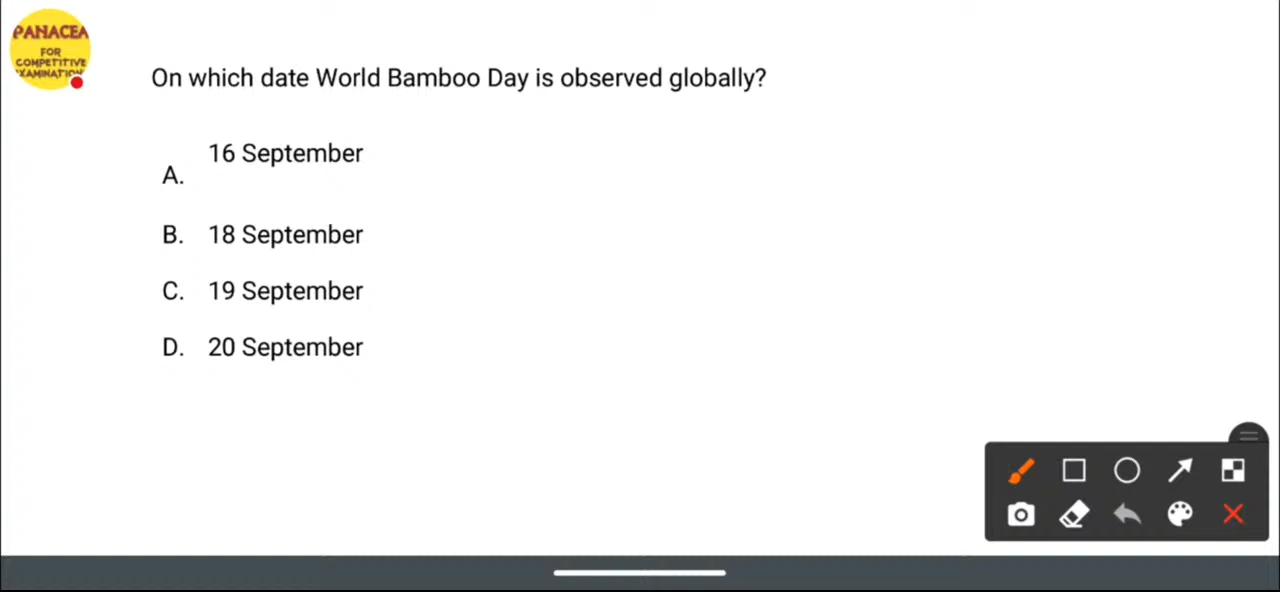 PANACEA
FOR
COMPETITIVE
EXAMINATION
On which date World Bamboo Day is observed globally?
16 September
A.
B. 18 September
C. 19 September
D. 20 September